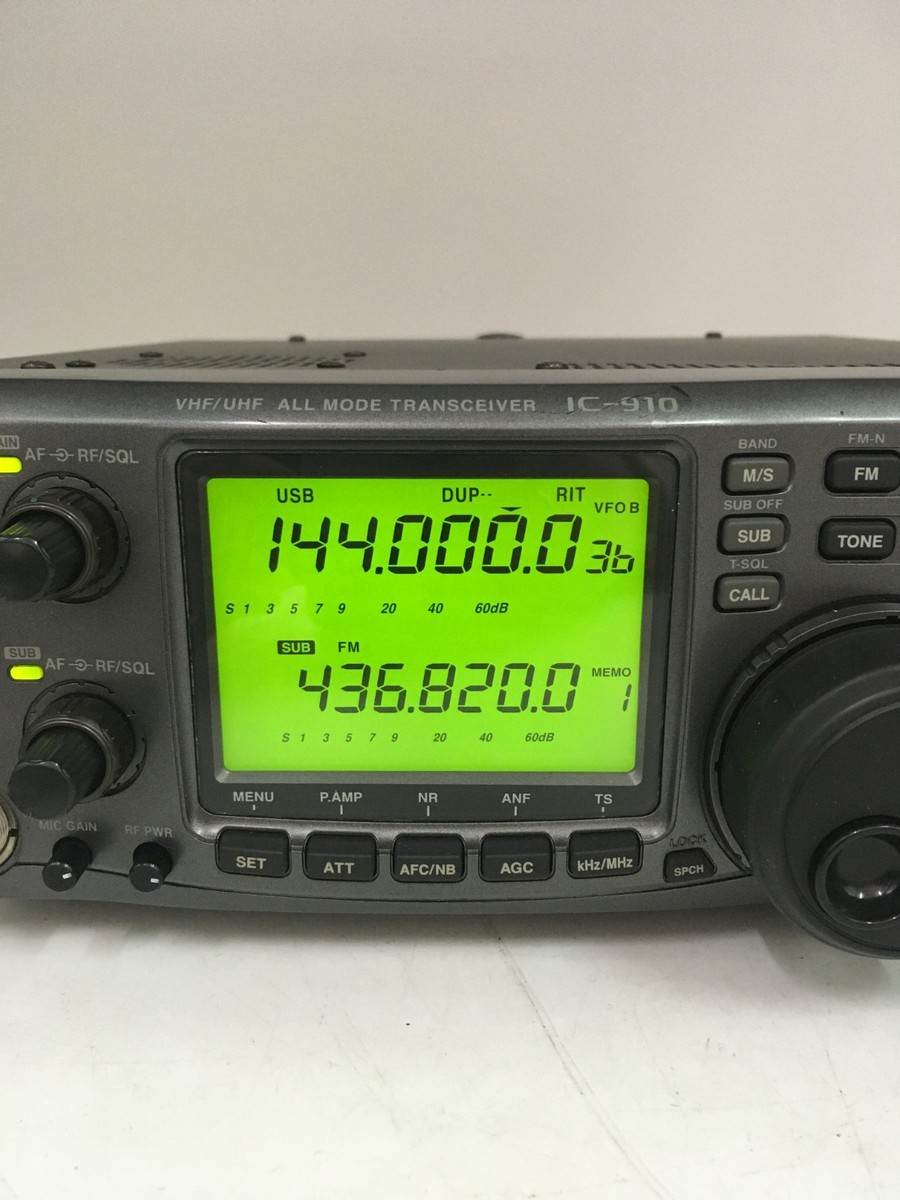 VHF/UHF ALL MODE TRANSCEIVER IC-910
AF RF/SQL
USB DUP-- RIT VFO B
144.000.0 36
S 1 3 5 7 9 20 40 60dB
SUB FM
436.820.0 MEMO 1
S 1 3 5 7 9 20 40 60dB
SUB
AF RF/SQL
MIC GAIN RF PWR
MENU P.AMP NR ANF TS
SET ATT AFC/NB AGC kHz/MHz
LOCK
SPCH
BAND FM-N
M/S FM
SUB OFF
SUB TONE
T-SQL
CALL